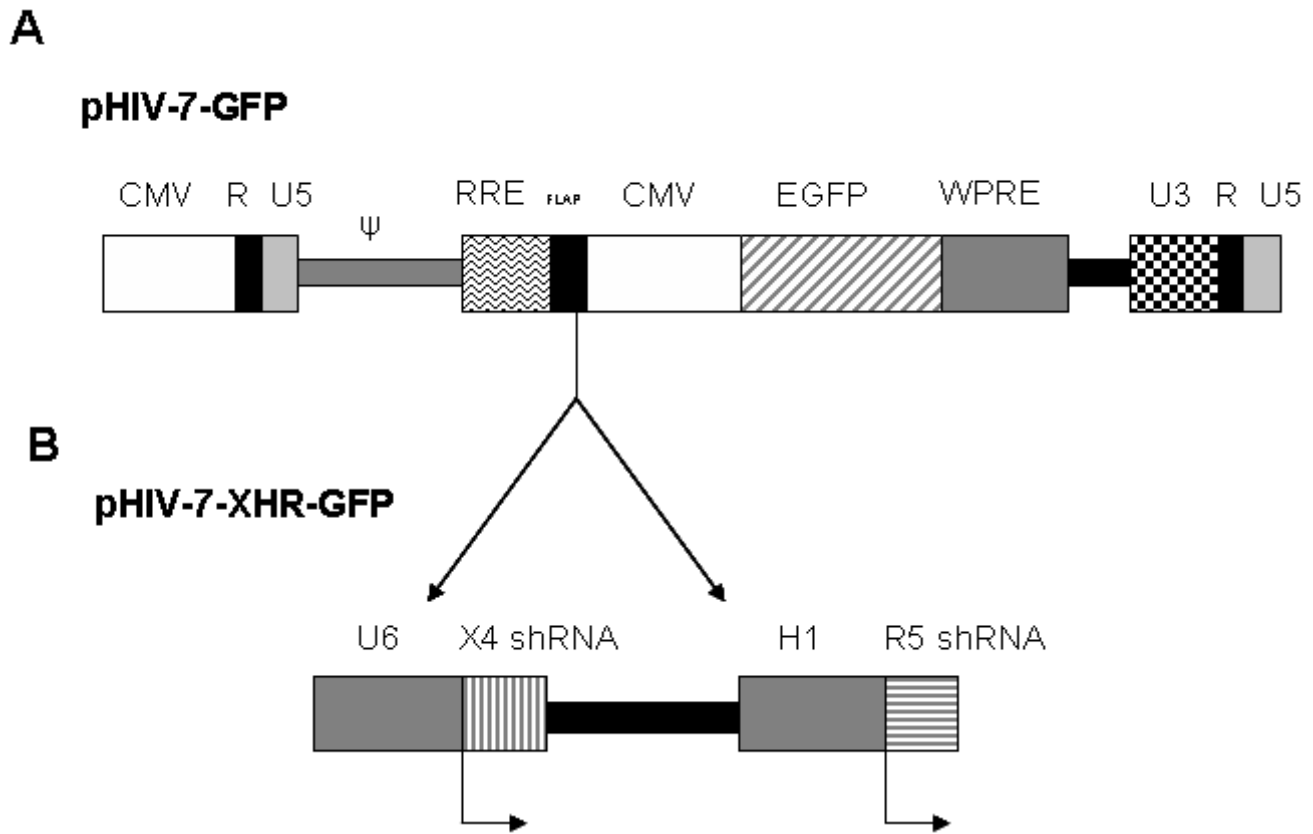 A
pHIV-7-GFP
CMV R U5 Ψ RRE FLAP CMV EGFP WPRE U3 R U5
B
pHIV-7-XHR-GFP
U6 X4 shRNA H1 R5 shRNA